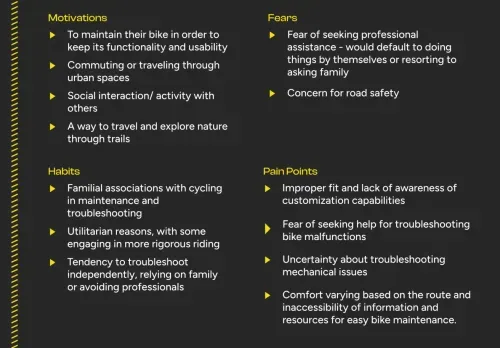 Motivations
To maintain their bike in order to
keep its functionality and usability
Commuting or traveling through
urban spaces
Social interaction/ activity with
others
A way to travel and explore nature
through trails
Fears
Fear of seeking professional
assistance - would default to doing
things by themselves or resorting to
asking family
Concern for road safety
Habits
Familial associations with cycling
in maintenance and
troubleshooting
Utilitarian reasons, with some
engaging in more rigorous riding
Tendency to troubleshoot
independently, relying on family
or avoiding professionals
Pain Points
Improper fit and lack of awareness of
customization capabilities
Fear of seeking help for troubleshooting
bike malfunctions
Uncertainty about troubleshooting
mechanical issues
Comfort varying based on the route and
inaccessibility of information and
resources for easy bike maintenance.